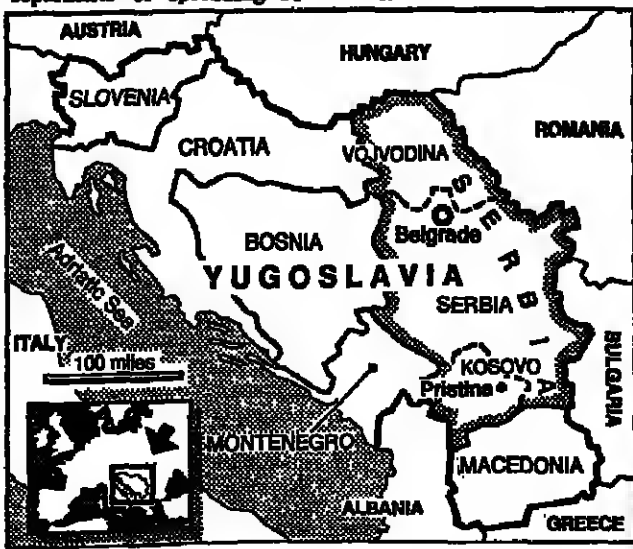 AUSTRIA
HUNGARY
SLOVENIA
ROMANIA
CROATIA
VOJVODINA
SERBIA
Belgrade
BOSNIA
YUGOSLAVIA
Adriatic Sea
SERBIA
ITALY
100 miles
KOSOVO
BULGARIA
Pristina
MONTENEGRO
MACEDONIA
ALBANIA
GREECE